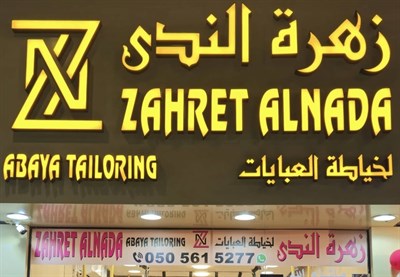 زهرة الندى
ZAHRET ALNADA
ABAYA TAILORING لخياطة العبايات
ZAHRET ALNADA ABAYA TAILORING لخياطة العبايات زهرة الندى
050 561 5277